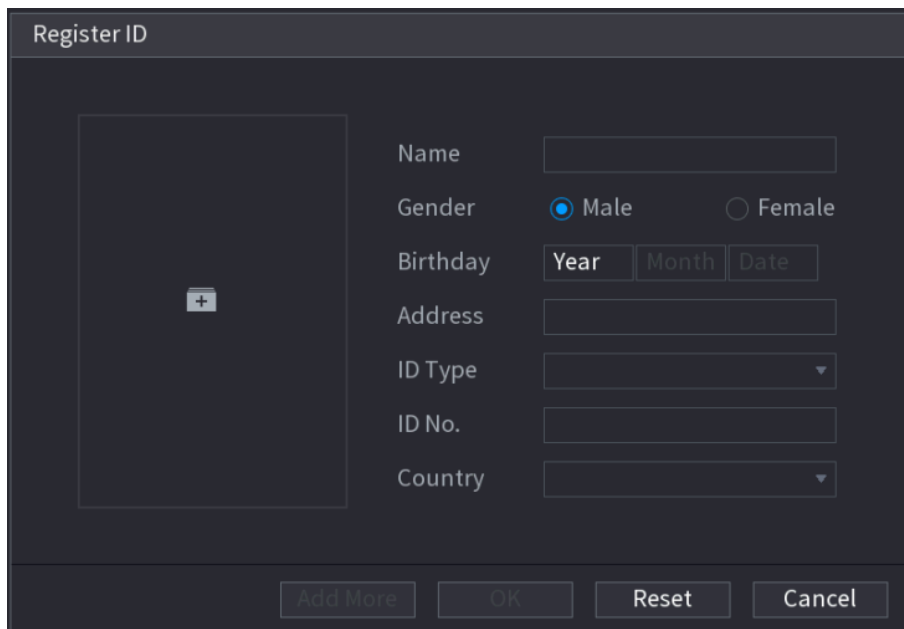 Register ID
Name
Gender Male Female
Birthday Year Month Date
Address
ID Type
ID No.
Country
Add More OK Reset Cancel